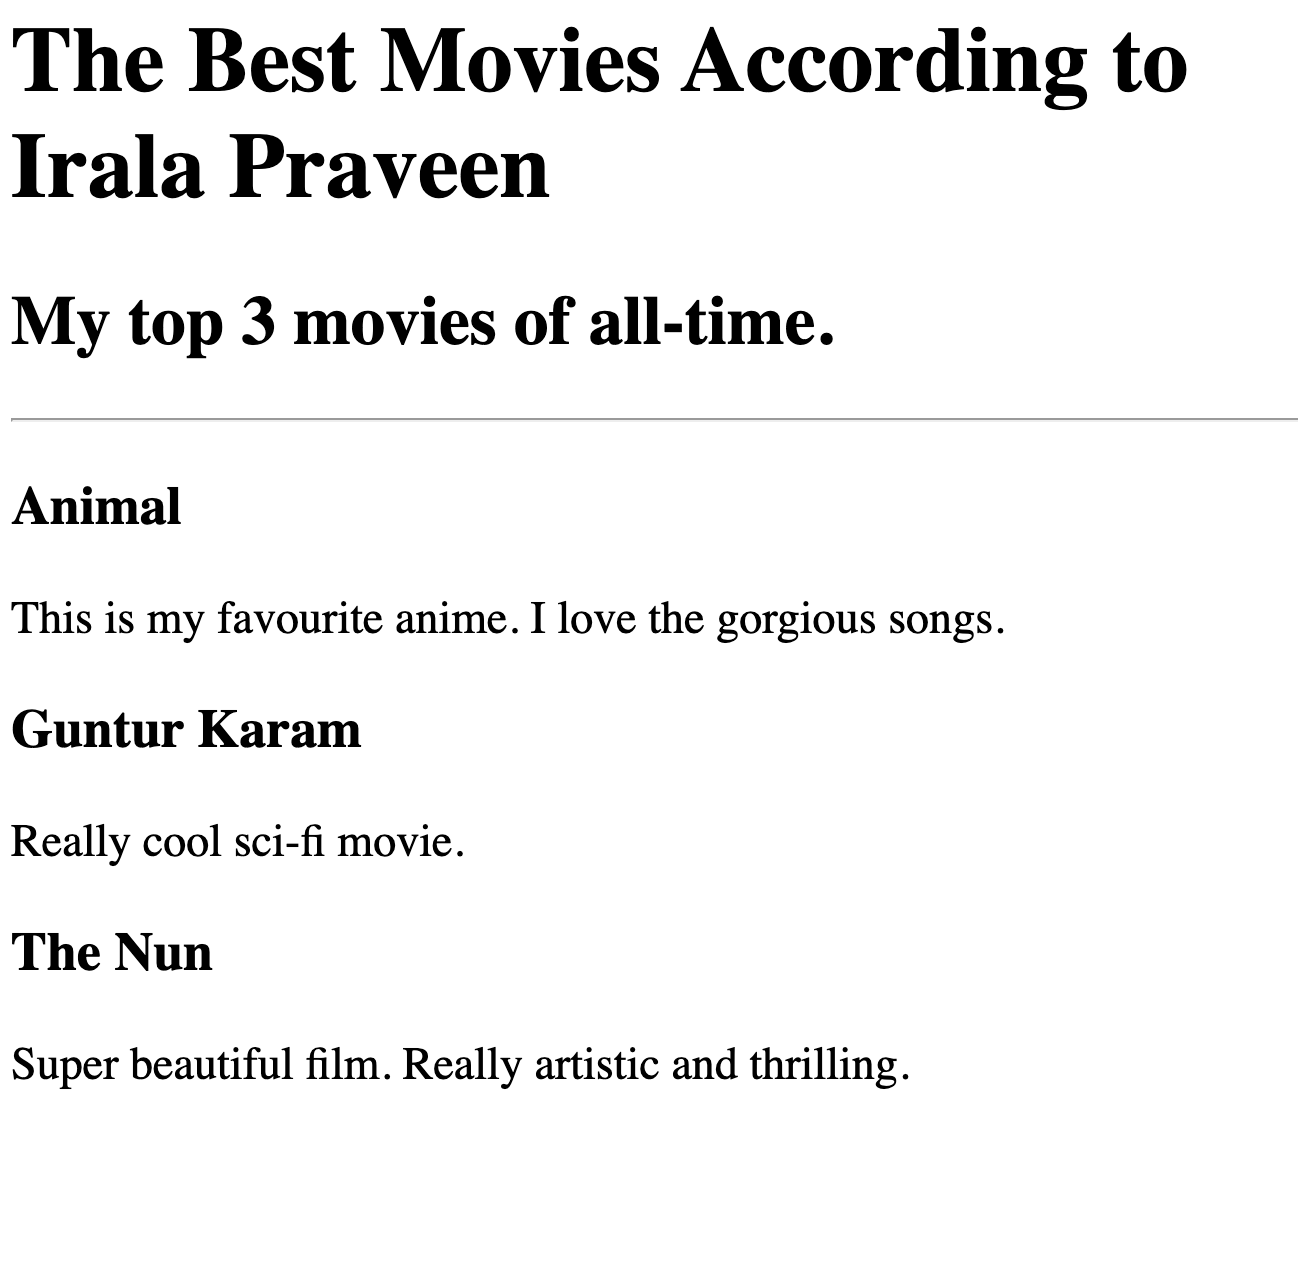 The Best Movies According to
Irala Praveen
My top 3 movies of all-time.
Animal
This is my favourite anime. I love the gorgious songs.
Guntur Karam
Really cool sci-fi movie.
The Nun
Super beautiful film. Really artistic and thrilling.